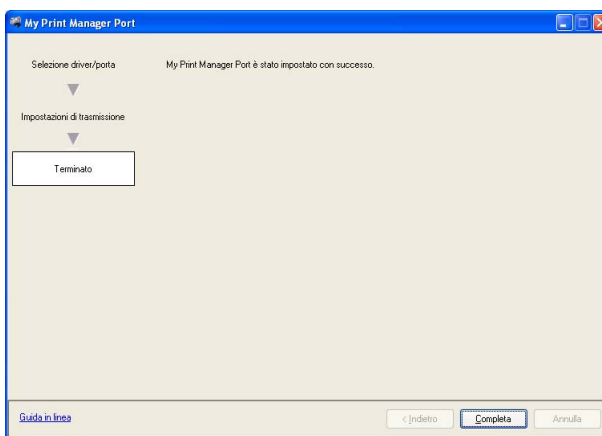 My Print Manager Port
Selezione driver/porta
My Print Manager Port è stato impostato con successo.
Impostazioni di trasmissione
Terminato
Guida in linea
< Indietro
Completa
Annulla